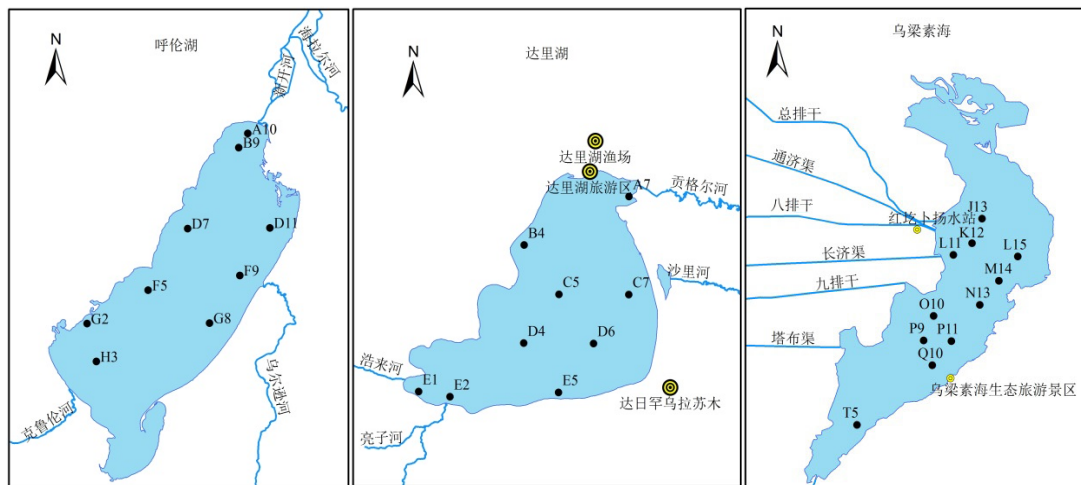 呼伦湖
N
海拉尔河
新开河
A10
B9
D7
D11
F9
F5
G2
G8
H3
克鲁伦河
乌尔逊河
达里湖
N
达里湖渔场
达里湖旅游区
A7
贡格尔河
B4
沙里河
C5
C7
D4
D6
浩来河
E1
E2
E5
达日罕乌拉苏木
亮子河
乌梁素海
N
总排干
通济渠
八排干
红圪卜扬水站
J13
K12
L11
L15
长济渠
M14
九排干
N13
O10
P9
P11
塔布渠
Q10
乌梁素海生态旅游景区
T5